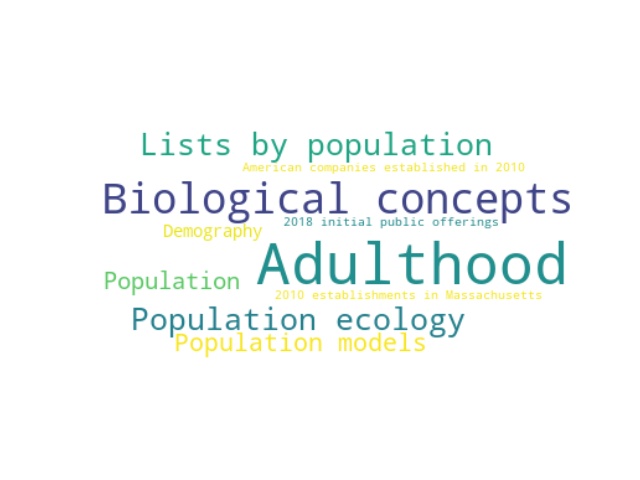 Lists by population
American companies established in 2010
Biological concepts
2018 initial public offerings
Demography
Adulthood
Population
2010 establishments in Massachusetts
Population ecology
Population models